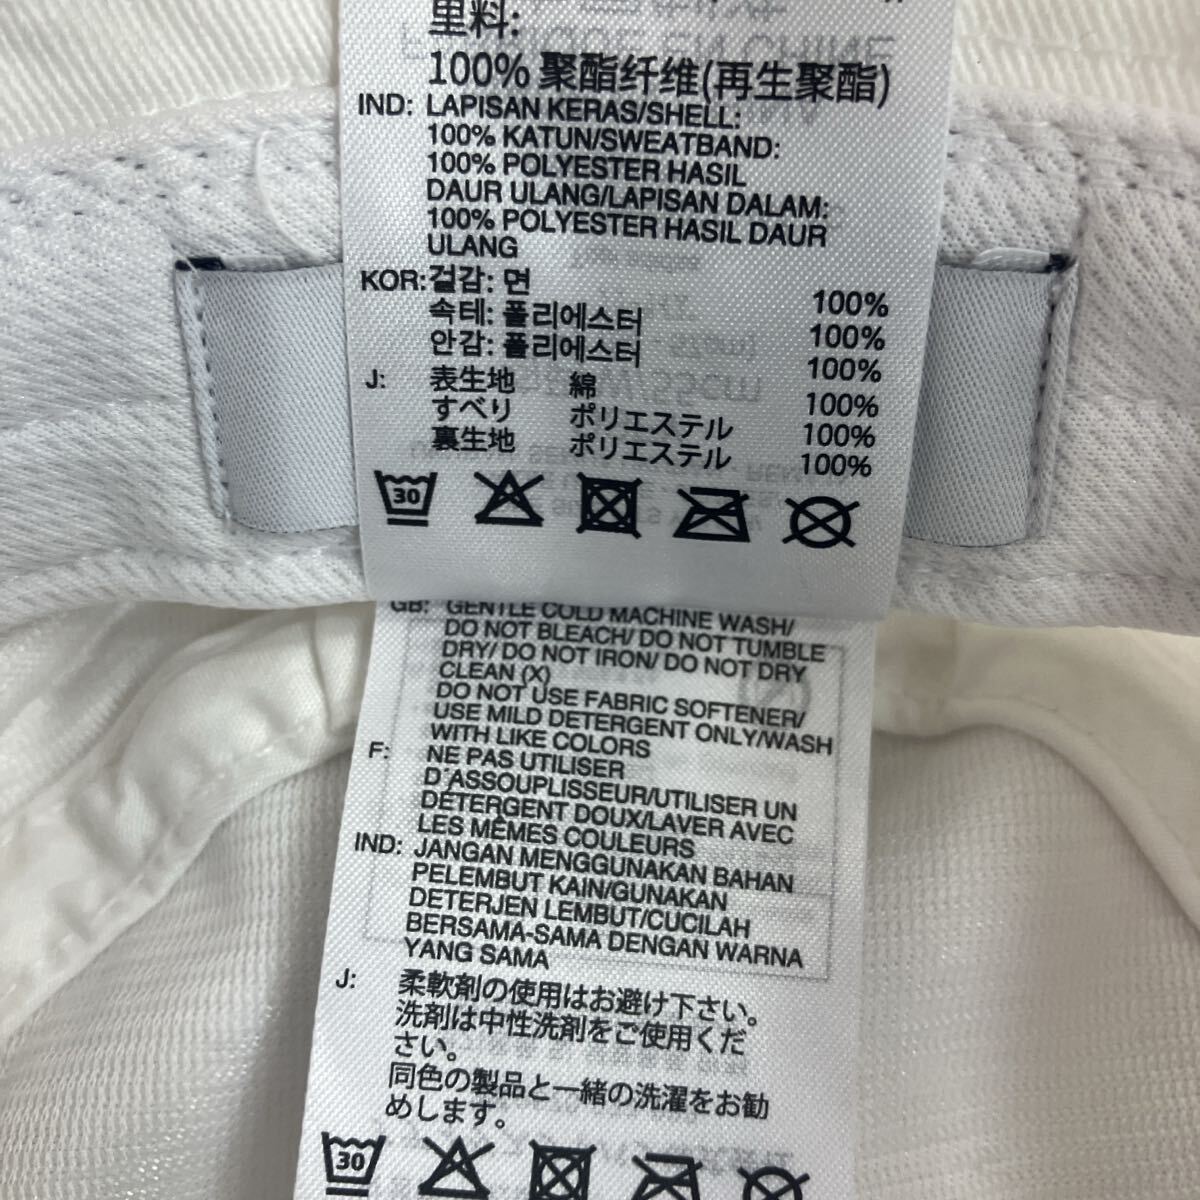 里料:
100% 聚酯纤维(再生聚酯)
IND: LAPISAN KERAS/SHELL:
100% KATUN/SWEATBAND:
100% POLYESTER HASIL
DAUR ULANG/LAPISAN DALAM:
100% POLYESTER HASIL DAUR
ULANG
KOR: 겉감: 면 100%
속테: 폴리에스터 100%
안감: 폴리에스터 100%
J: 表生地 綿 100%
すべり ポリエステル 100%
裏生地 ポリエステル 100%
30
GB: GENTLE COLD MACHINE WASH/
DO NOT BLEACH/ DO NOT TUMBLE
DRY/ DO NOT IRON/ DO NOT DRY
CLEAN (X)
DO NOT USE FABRIC SOFTENER/
USE MILD DETERGENT ONLY/WASH
WITH LIKE COLORS
F: NE PAS UTILISER
D´ASSOUPLISSEUR/UTILISER UN
DÉTERGENT DOUX/LAVER AVEC
LES MÊMES COULEURS
IND: JANGAN MENGGUNAKAN BAHAN
PELEMBUT KAIN/GUNAKAN
DETERJEN LEMBUT/CUCILAH
BERSAMA-SAMA DENGAN WARNA
YANG SAMA
J: 柔軟剤の使用はお避け下さい。
洗剤は中性洗剤をご使用くだ
さい。
同色の製品と一緒の洗濯をお勧
めします。
30